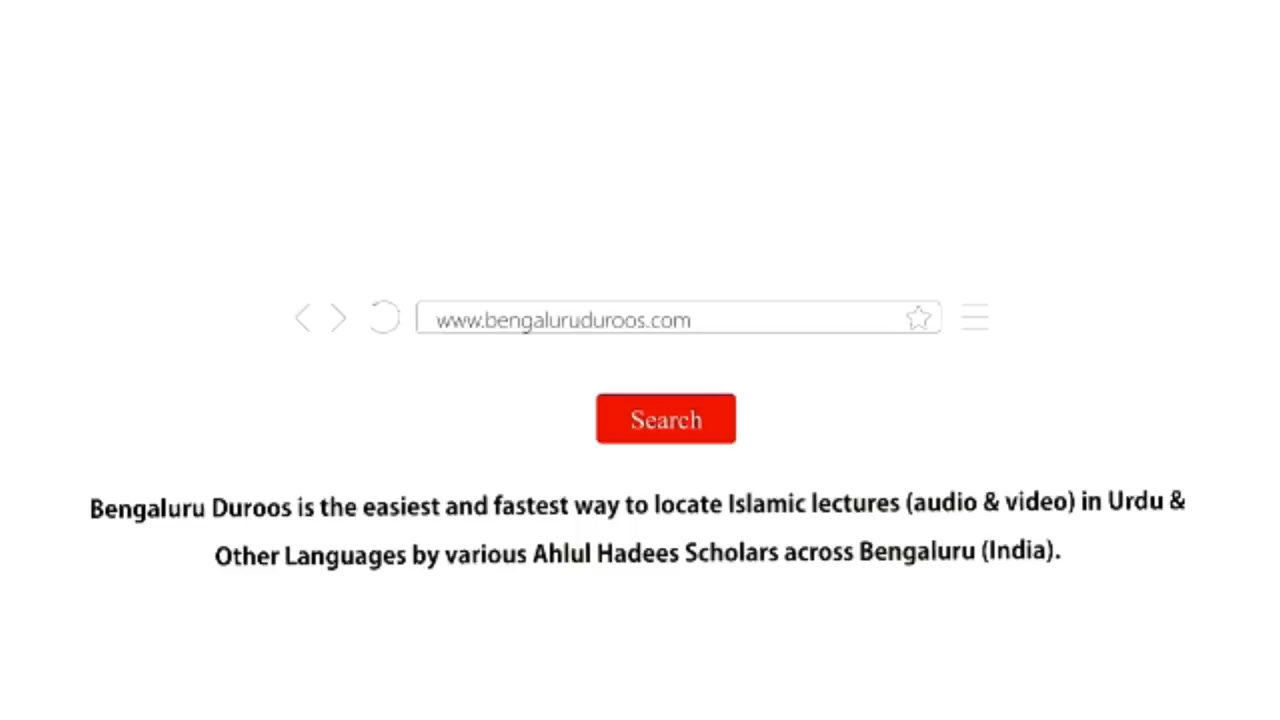 www.bengaluruduroos.com
Search
Bengaluru Duroos is the easiest and fastest way to locate Islamic lectures (audio & video) in Urdu &
Other Languages by various Ahlul Hadees Scholars across Bengaluru (India).